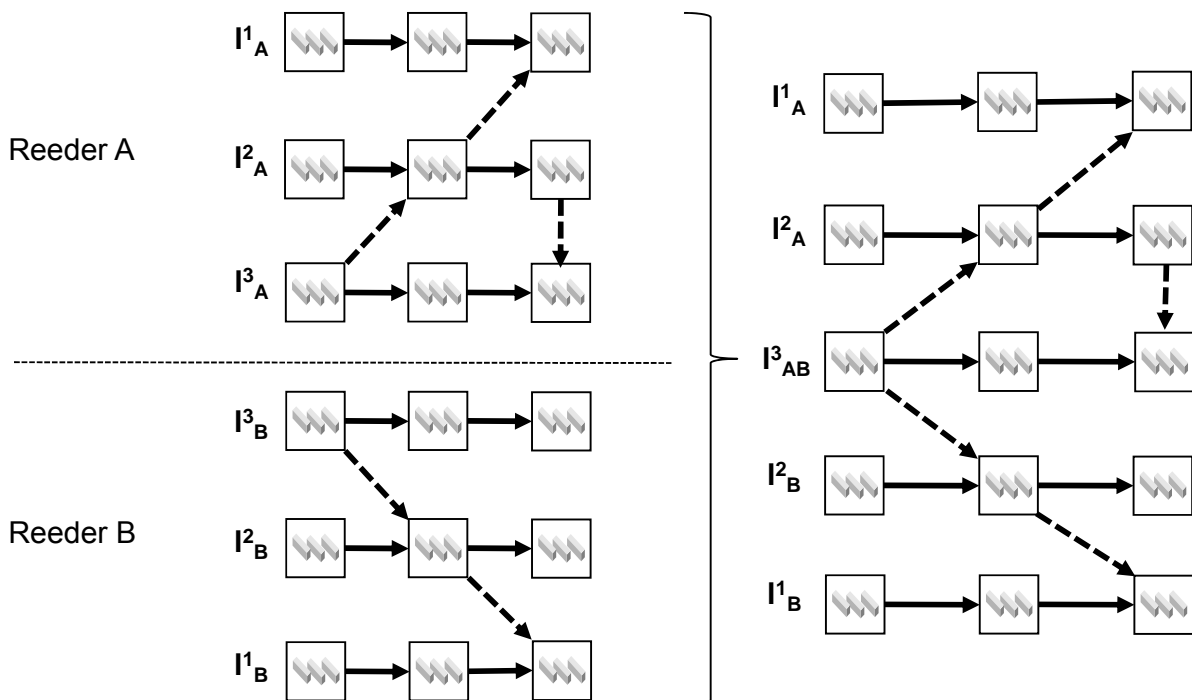 I¹A
Reeder A
I²A
I³A
I³B
Reeder B
I²B
I¹B
I¹A
I²A
I³AB
I²B
I¹B